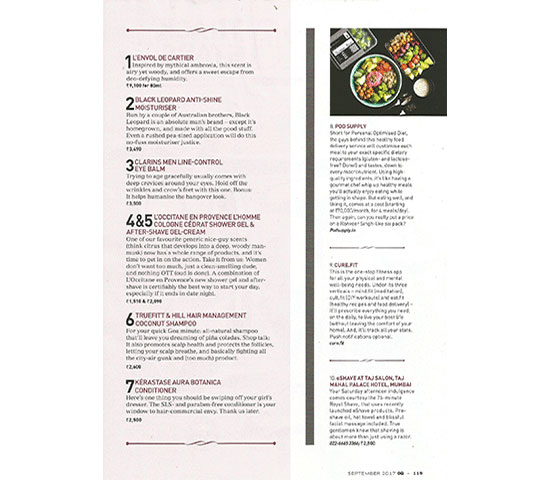 1 L'ENVOL DE CARTIER
Inspired by mythical ambrosia, this scent is
airy yet woody, and offers a sweet escape from
deo-defying humidity.
₹9,100 for 80ml
2 BLACK LEOPARD ANTI-SHINE
MOISTURISER
Run by a couple of Australian brothers, Black
Leopard is an absolute man's brand – except it's
homegrown, and made with all the good stuff.
Even a rushed pea-sized application will do this
no-fuss moisturiser justice.
₹3,690
3 CLARINS MEN LINE-CONTROL
EYE BALM
Trying to age gracefully usually comes with
deep crevices around your eyes. Hold off the
wrinkles and crow's feet with this one. Bonus:
It helps humanise the hangover look.
₹3,500
4&5 L'OCCITANE EN PROVENCE L'HOMME
COLOGNE CÉDRAT SHOWER GEL &
AFTER-SHAVE GEL-CREAM
One of our favourite generic nice-guy scents
(think citrus that develops into a deep, woody man-
musk) now has a whole range of products, and it's
time to put in on the action. Take it from us: Women
don't want too much, just a clean-smelling dude,
and nothing OTT (oud is done). A combination of
L'Occitane en Provence's new shower gel and after-
shave is certifiably the best way to start your day,
especially if it ends in date night.
₹1,510 & ₹2,990
6 TRUEFITT & HILL HAIR MANAGEMENT
COCONUT SHAMPOO
For your quick Goa minute: all-natural shampoo
that'll leave you dreaming of piña coladas. Shop talk:
It also promotes scalp health and protects the follicles,
letting your scalp breathe, and basically fighting all
the city-air gunk and (too much) product.
₹2,600
7 KÉRASTASE AURA BOTANICA
CONDITIONER
Here's one thing you should be swiping off your girl's
dresser. The SLS- and paraben-free conditioner is your
window to hair-commercial envy. Thank us later.
₹2,500
8. POD SUPPLY
Short for Personal Optimised Diet,
the guys behind this healthy food
delivery service will customise each
meal to your exact specific dietary
requirements (gluten- and lactose-
free? Done!) and tastes, down to
every macronutrient. Using high-
quality ingredients, it's like having a
gourmet chef whip up healthy meals
you'll actually enjoy eating while
getting in shape. But eating well, and
liking it, comes at a cost (starting
at ₹10,000/month, for a meals/day).
Then again, can you really put a price
on a Ranveer Singh-like six pack?
Podsupply.in
9. CURE.FIT
This is the one-stop fitness app
for all your physical and mental
well-being needs. Under its three
verticals – mind.fit (meditation),
cult.fit (DIY workouts) and eat.fit
(healthy recipes and food delivery) –
it'll prescribe everything you need,
on the daily, to live your best life
(without leaving the comfort of your
home). And, it'll track all your stats.
Push notifications optional.
cure.fit
10. eSHAVE AT TAJ SALON, TAJ
MAHAL PALACE HOTEL, MUMBAI
Your Saturday afternoon indulgence
comes courtesy the 75-minute
Royal Shave, that uses recently
launched eShave products. Pre-
shave oil, hot towel and blissful
facial massage included. True
gentlemen know that shaving is
about more than just using a razor.
022-6665 3366; ₹2,500
SEPTEMBER 2017 GQ – 119